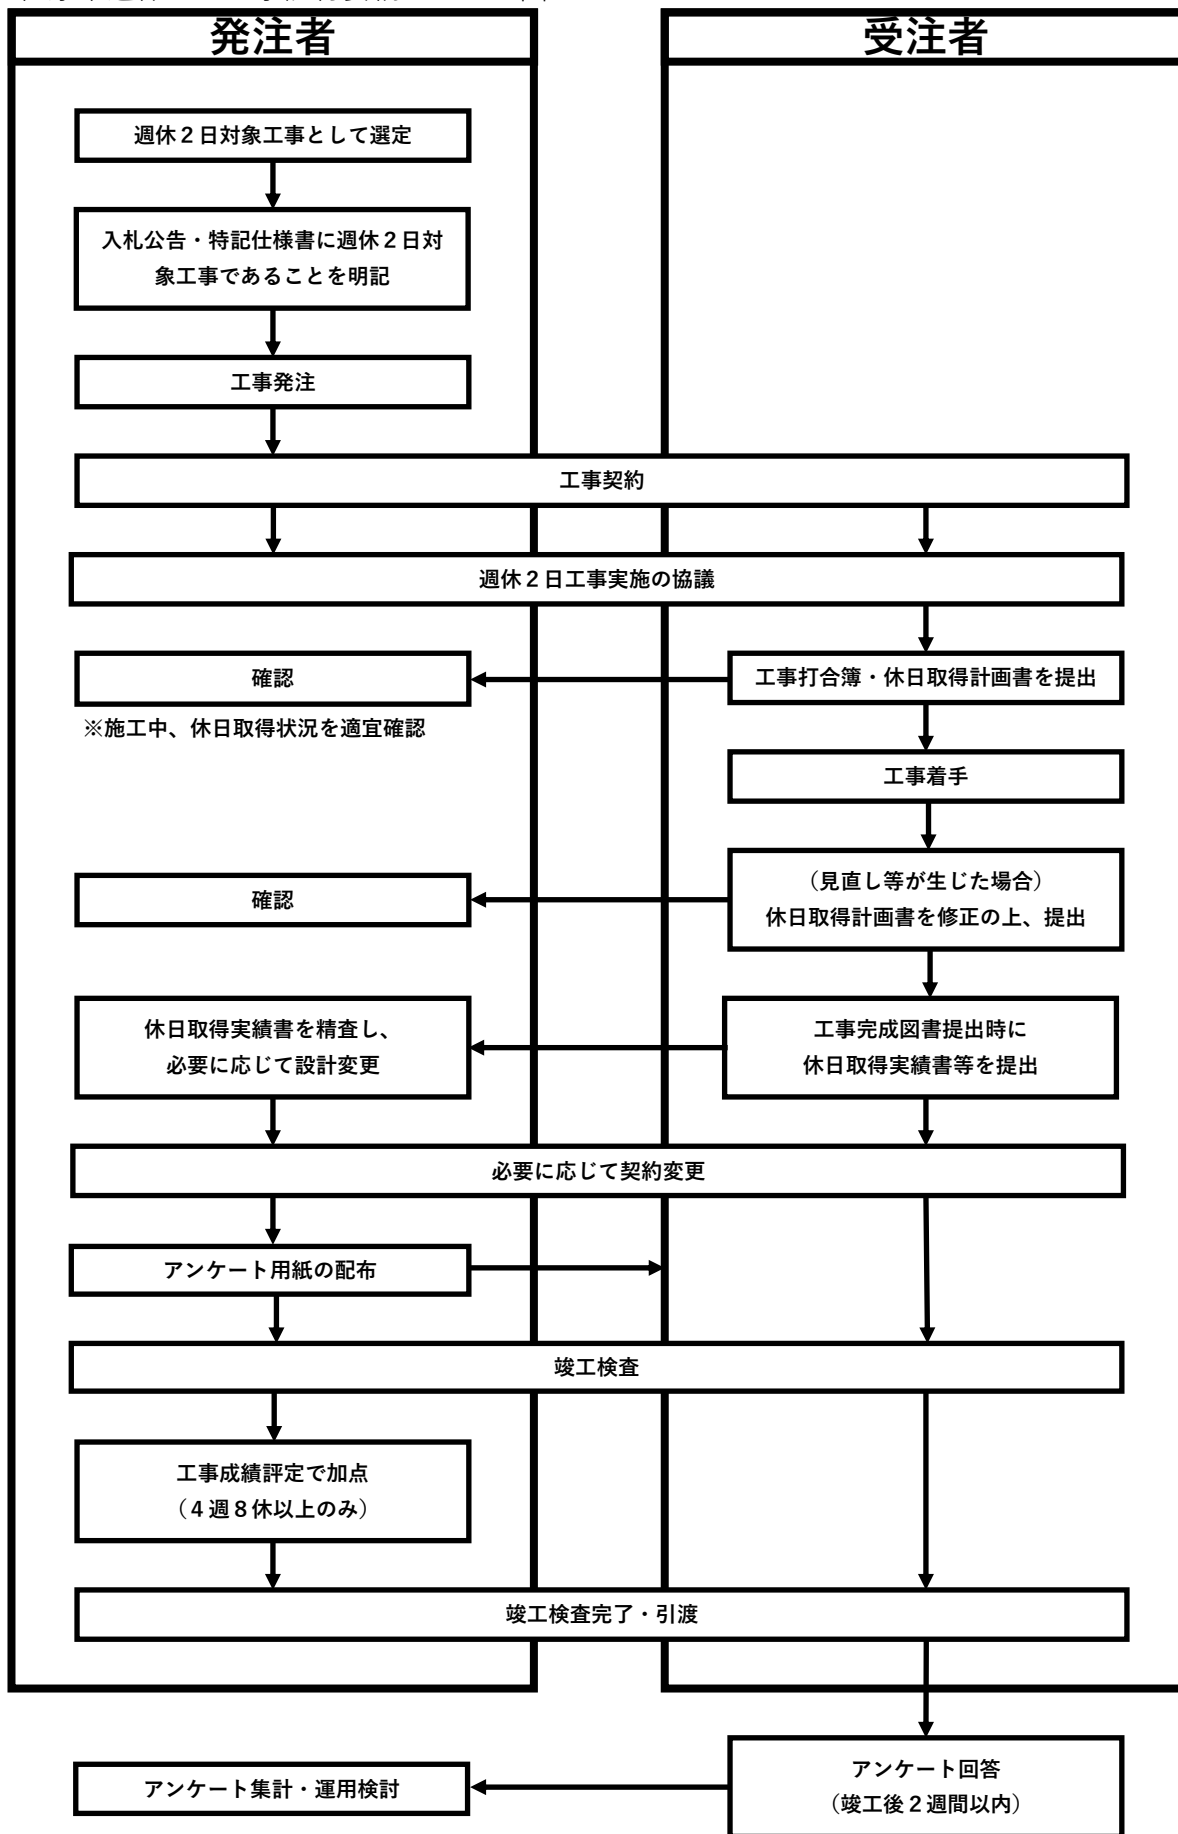 発注者
受注者
週休２日対象工事として選定
入札公告・特記仕様書に週休２日対
象工事であることを明記
工事発注
工事契約
週休２日工事実施の協議
確認
工事打合簿・休日取得計画書を提出
※施工中、休日取得状況を適宜確認
工事着手
確認
（見直し等が生じた場合）
休日取得計画書を修正の上、提出
休日取得実績書を精査し、
必要に応じて設計変更
工事完成図書提出時に
休日取得実績書等を提出
必要に応じて契約変更
アンケート用紙の配布
竣工検査
工事成績評定で加点
（４週８休以上のみ）
竣工検査完了・引渡
アンケート集計・運用検討
アンケート回答
（竣工後２週間以内）